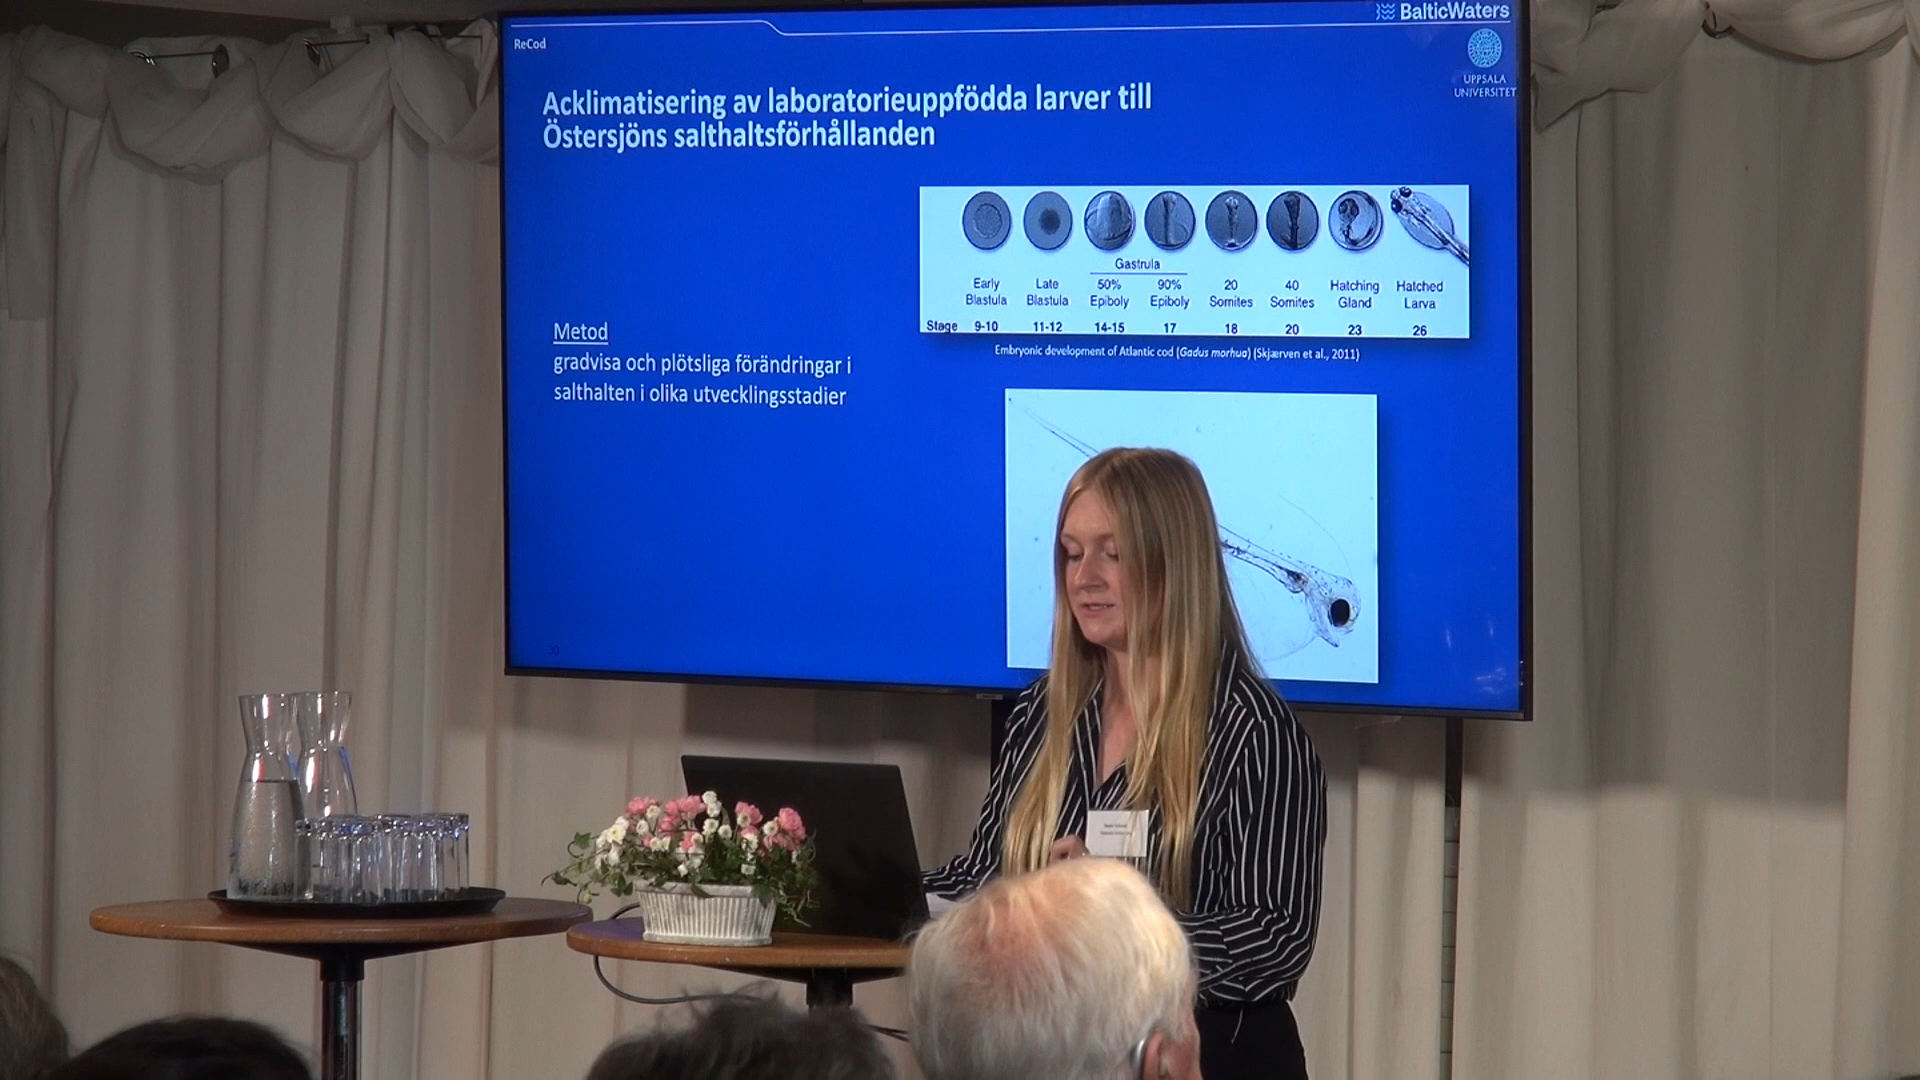 BalticWaters
ReCod
UPPSALA
UNIVERSITET
Acklimatisering av laboratorieuppfödda larver till
Östersjöns salthaltsförhållanden
Gastrula
Early Late 50% 90% 20 40 Hatching Hatched
Blastula Blastula Epiboly Epiboly Somites Somites Gland Larva
Stage 9-10 11-12 14-15 17 18 20 23 26
Embryonic development of Atlantic cod (Gadus morhua) (Skjærven et al., 2011)
Metod
gradvisa och plötsliga förändringar i
salthalten i olika utvecklingsstadier
30